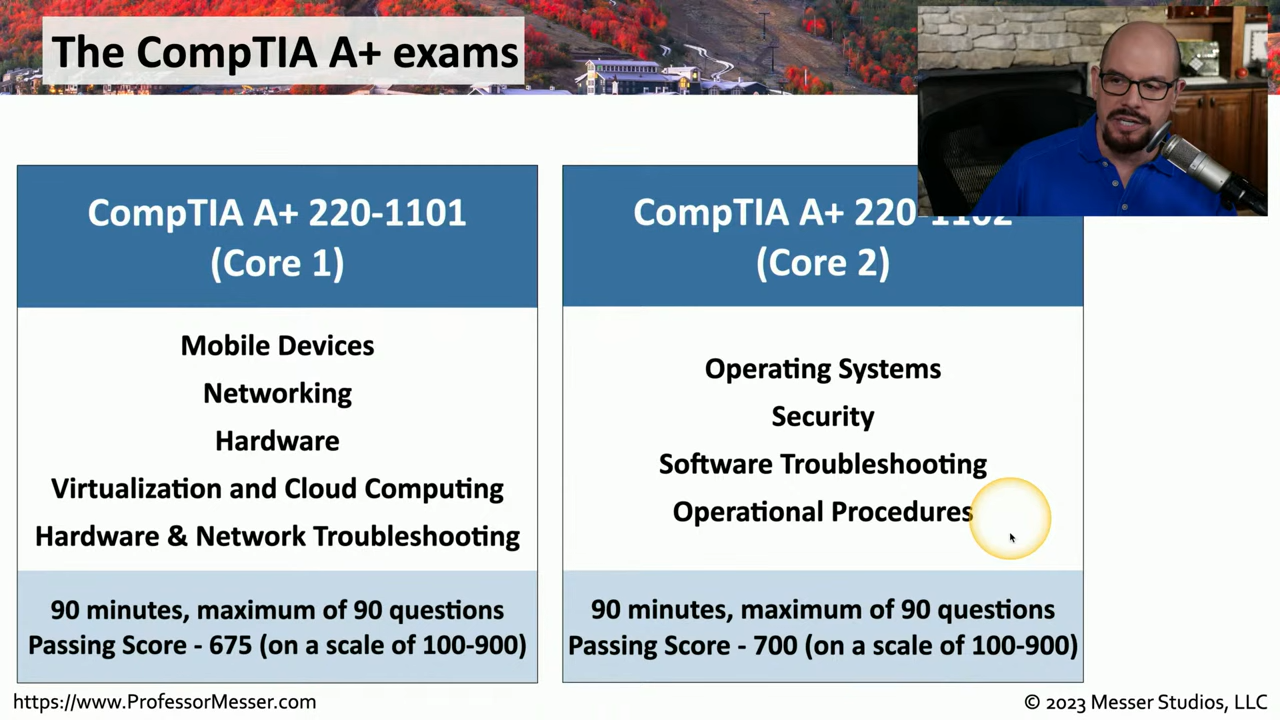 The CompTIA A+ exams
CompTIA A+ 220-1101
(Core 1)
Mobile Devices
Networking
Hardware
Virtualization and Cloud Computing
Hardware & Network Troubleshooting
90 minutes, maximum of 90 questions
Passing Score - 675 (on a scale of 100-900)
CompTIA A+ 220-1102
(Core 2)
Operating Systems
Security
Software Troubleshooting
Operational Procedures
90 minutes, maximum of 90 questions
Passing Score - 700 (on a scale of 100-900)
https://www.ProfessorMesser.com
© 2023 Messer Studios, LLC